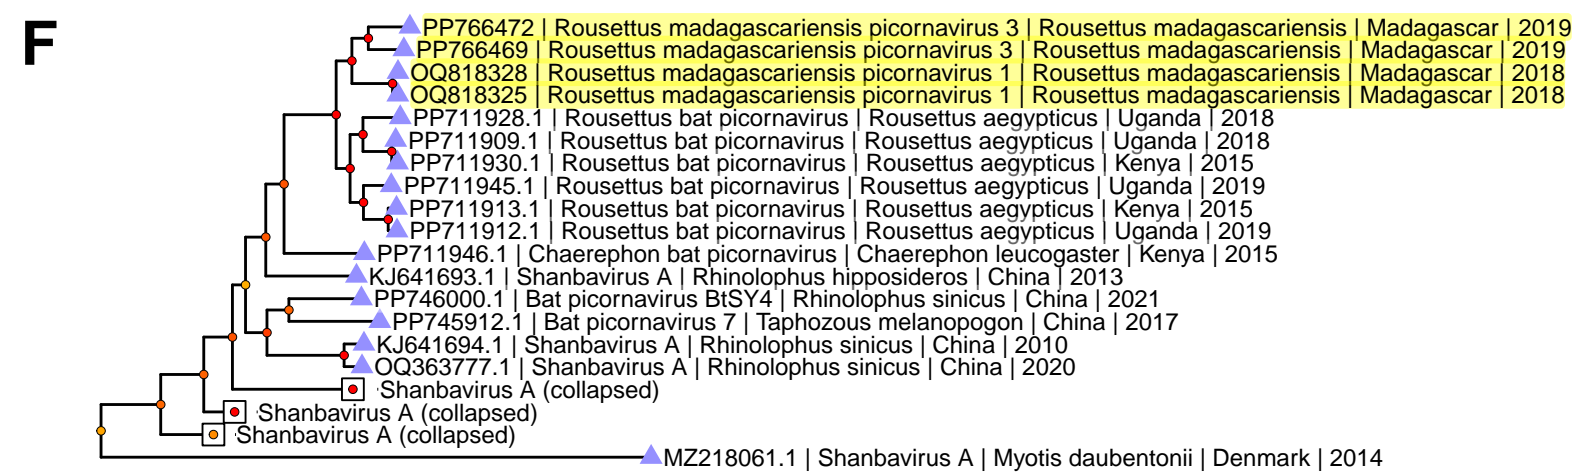 F
PP766472 | Rousettus madagascariensis picornavirus 3 | Rousettus madagascariensis | Madagascar | 2019
PP766469 | Rousettus madagascariensis picornavirus 3 | Rousettus madagascariensis | Madagascar | 2019
OQ818328 | Rousettus madagascariensis picornavirus 1 | Rousettus madagascariensis | Madagascar | 2018
OQ818325 | Rousettus madagascariensis picornavirus 1 | Rousettus madagascariensis | Madagascar | 2018
PP711928.1 | Rousettus bat picornavirus | Rousettus aegypticus | Uganda | 2018
PP711909.1 | Rousettus bat picornavirus | Rousettus aegypticus | Uganda | 2018
PP711930.1 | Rousettus bat picornavirus | Rousettus aegypticus | Kenya | 2015
PP711945.1 | Rousettus bat picornavirus | Rousettus aegypticus | Uganda | 2019
PP711913.1 | Rousettus bat picornavirus | Rousettus aegypticus | Kenya | 2015
PP711912.1 | Rousettus bat picornavirus | Rousettus aegypticus | Uganda | 2019
PP711946.1 | Chaerephon bat picornavirus | Chaerephon leucogaster | Kenya | 2015
KJ641693.1 | Shanbavirus A | Rhinolophus hipposideros | China | 2013
PP746000.1 | Bat picornavirus BtSY4 | Rhinolophus sinicus | China | 2021
PP745912.1 | Bat picornavirus 7 | Taphozous melanopogon | China | 2017
KJ641694.1 | Shanbavirus A | Rhinolophus sinicus | China | 2010
OQ363777.1 | Shanbavirus A | Rhinolophus sinicus | China | 2020
Shanbavirus A (collapsed)
Shanbavirus A (collapsed)
Shanbavirus A (collapsed)
MZ218061.1 | Shanbavirus A | Myotis daubentonii | Denmark | 2014